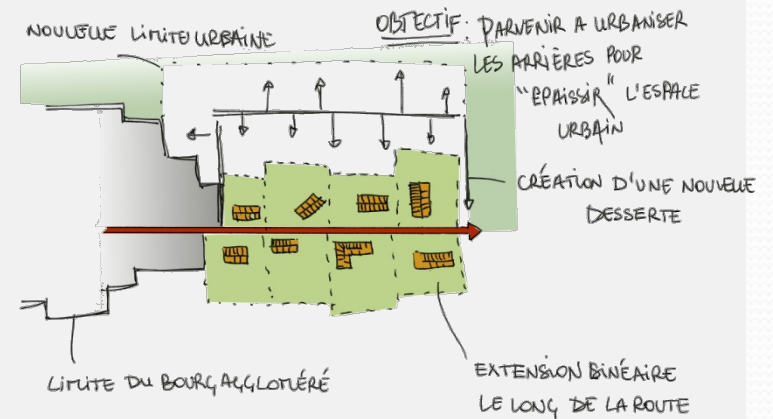 NOUVELLE LIMITE URBAINE
OBJECTIF: PARVENIR A URBANISER
LES ARRIÈRES POUR
"EPAISSIR" L'ESPACE
URBAIN
CRÉATION D'UNE NOUVELLE
DESSERTE
LIMITE DU BOURG AGGLOMÉRÉ
EXTENSION LINÉAIRE
LE LONG DE LA ROUTE